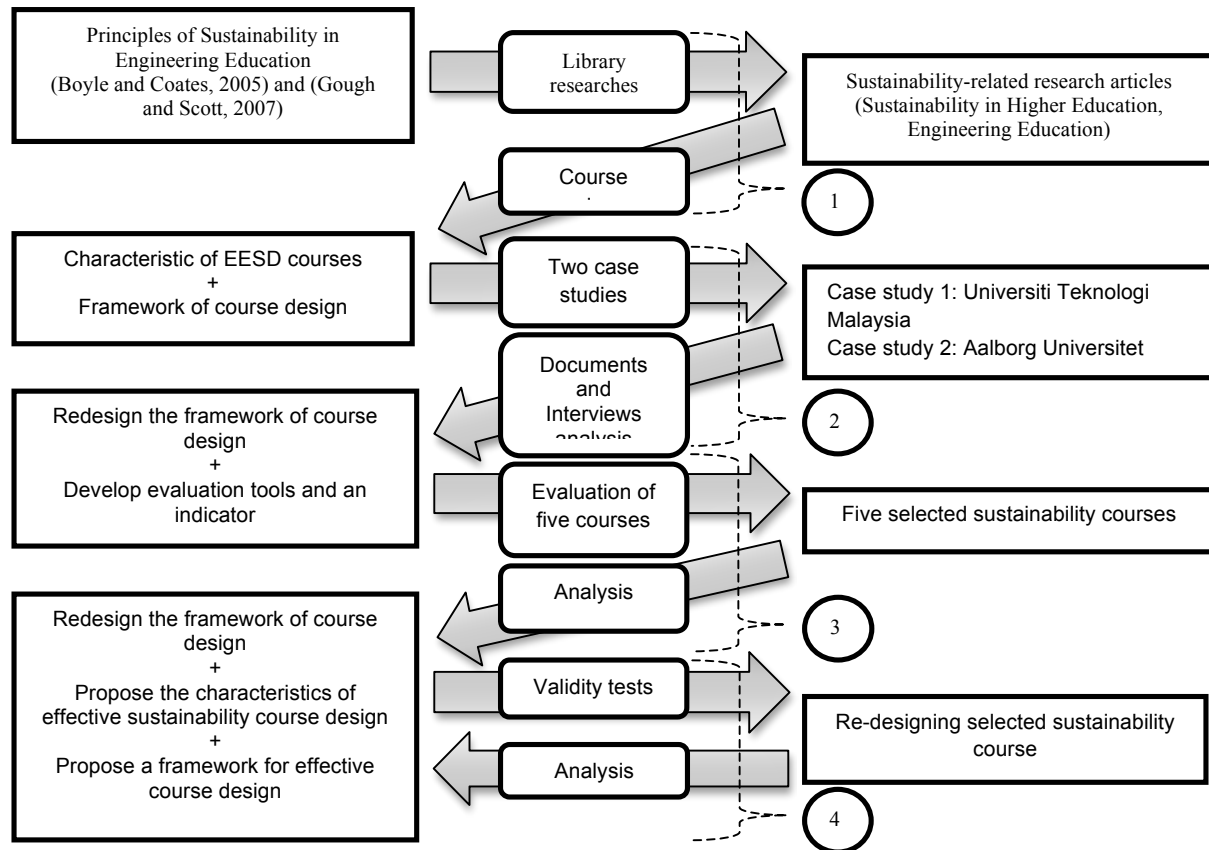 Principles of Sustainability in
Engineering Education
(Boyle and Coates, 2005) and (Gough
and Scott, 2007)
Library
researches
Sustainability-related research articles
(Sustainability in Higher Education,
Engineering Education)
Course
1
Characteristic of EESD courses
+
Framework of course design
Two case
studies
Case study 1: Universiti Teknologi
Malaysia
Case study 2: Aalborg Universitet
Documents
and
Interviews
analysis
2
Redesign the framework of course
design
+
Develop evaluation tools and an
indicator
Evaluation of
five courses
Five selected sustainability courses
Analysis
3
Redesign the framework of course
design
+
Propose the characteristics of
effective sustainability course design
+
Propose a framework for effective
course design
Validity tests
Re-designing selected sustainability
course
Analysis
4